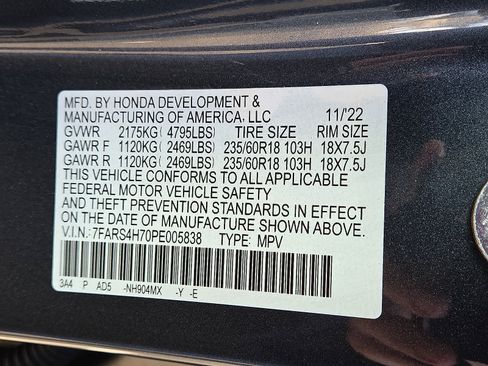 MFD. BY HONDA DEVELOPMENT &
MANUFACTURING OF AMERICA, LLC 11/'22
GVWR 2175KG( 4795LBS) TIRE SIZE RIM SIZE
GAWR F 1120KG( 2469LBS) 235/60R18 103H 18X7.5J
GAWR R 1120KG( 2469LBS) 235/60R18 103H 18X7.5J
THIS VEHICLE CONFORMS TO ALL APPLICABLE
FEDERAL MOTOR VEHICLE SAFETY
AND THEFT PREVENTION STANDARDS IN EFFECT
ON THE DATE OF MANUFACTURE SHOWN ABOVE.
V.I.N.: 7FARS4H70PE005838 TYPE: MPV
3A4 P AD5 -NH904MX -Y -E